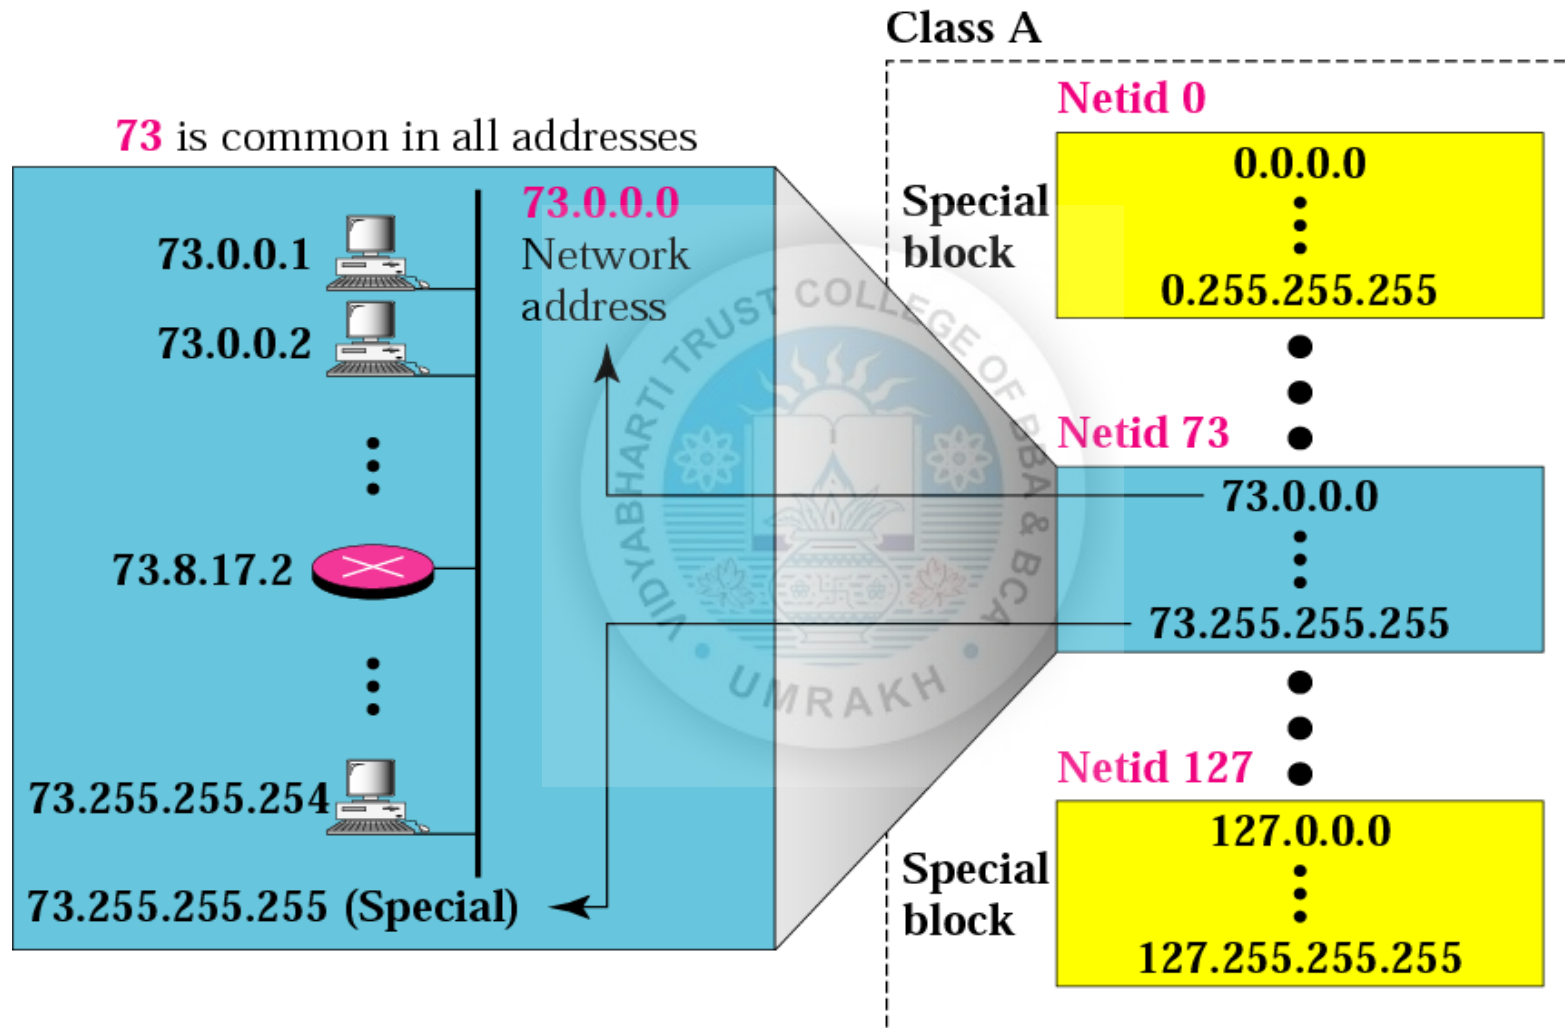 Class A
Netid 0
73 is common in all addresses
0.0.0.0
Special
block
0.255.255.255
73.0.0.0
Network
address
73.0.0.1
73.0.0.2
73.8.17.2
73.255.255.254
73.255.255.255 (Special)
Netid 73
73.0.0.0
73.255.255.255
Netid 127
Special
block
127.0.0.0
127.255.255.255
VIDYABHARTI TRUST COLLEGE OF BBA & BCA
UMRAKH